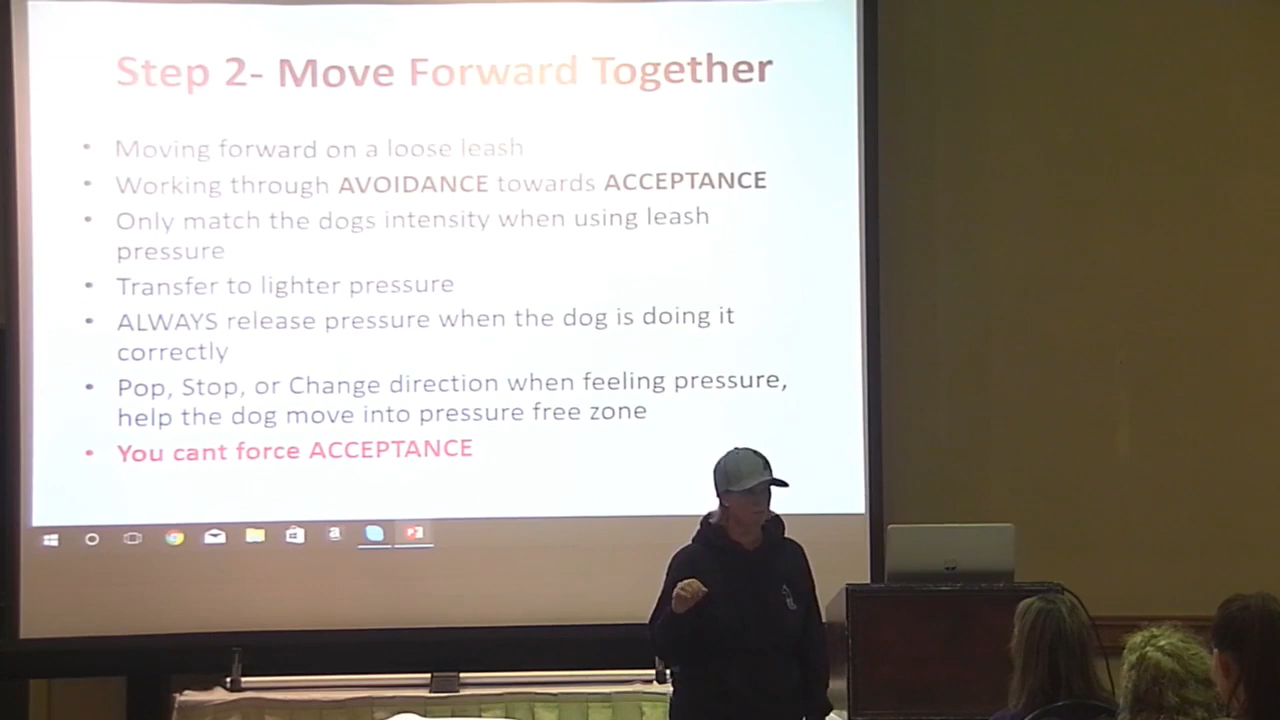 Step 2- Move Forward Together
• Moving forward on a loose leash
• Working through AVOIDANCE towards ACCEPTANCE
• Only match the dogs intensity when using leash
pressure
• Transfer to lighter pressure
• ALWAYS release pressure when the dog is doing it
correctly
• Pop, Stop, or Change direction when feeling pressure,
help the dog move into pressure free zone
• You cant force ACCEPTANCE